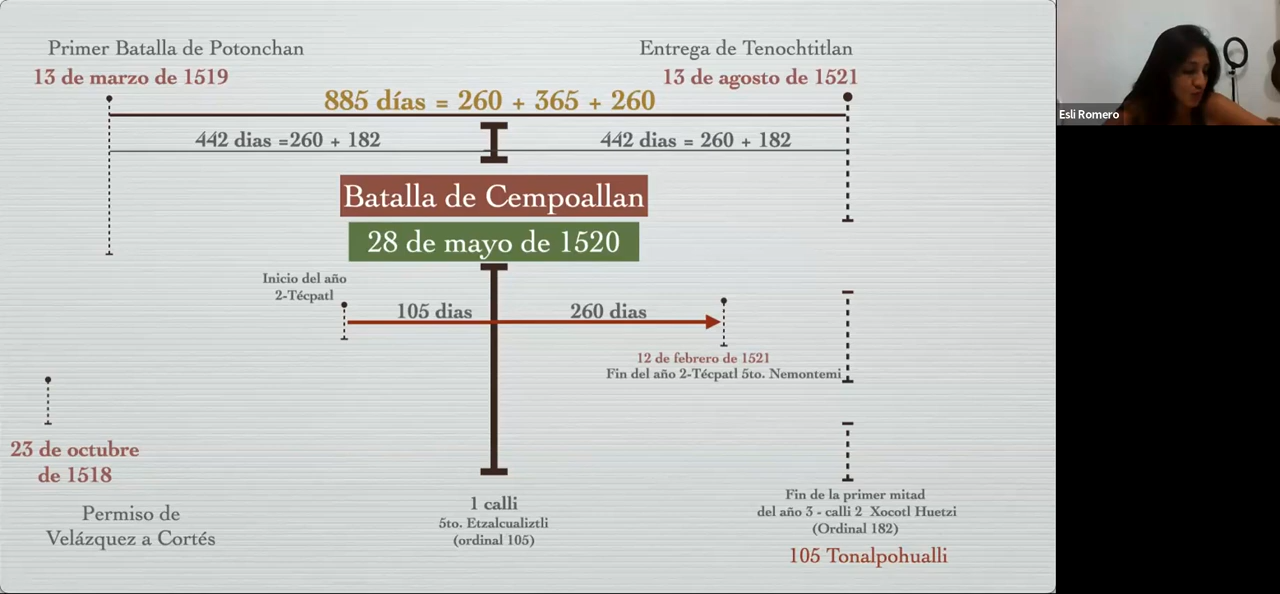 Primer Batalla de Potonchan
13 de marzo de 1519
Entrega de Tenochtitlan
13 de agosto de 1521
885 días = 260 + 365 + 260
442 dias =260 + 182
442 dias = 260 + 182
Batalla de Cempoallan
28 de mayo de 1520
Inicio del año
2-Técpatl
105 dias
260 dias
12 de febrero de 1521
Fin del año 2-Técpatl 5to. Nemontemi
23 de octubre
de 1518
Permiso de
Velázquez a Cortés
1 calli
5to. Etzalcualiztli
(ordinal 105)
Fin de la primer mitad
del año 3 - calli 2 Xocotl Huetzi
(Ordinal 182)
105 Tonalpohualli
Esli Romero